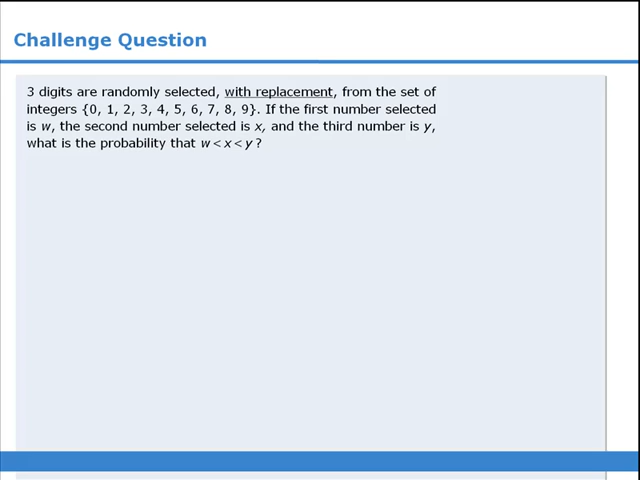 Challenge Question
3 digits are randomly selected, with replacement, from the set of
integers {0, 1, 2, 3, 4, 5, 6, 7, 8, 9}. If the first number selected
is w, the second number selected is x, and the third number is y,
what is the probability that w < x < y ?